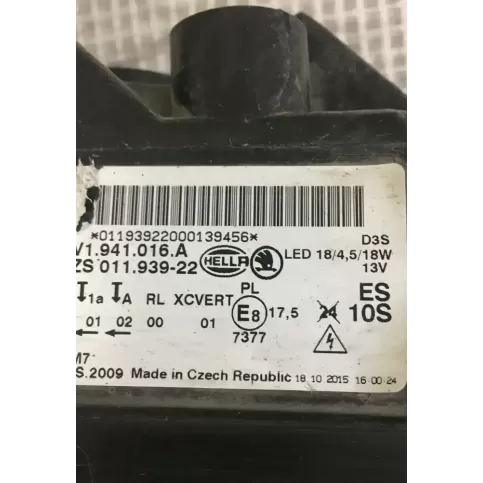 *01193922000139456*
V1.941.016.A
ZS 011.939-22
HELLA
D3S
LED 18/4,5/18W
13V
1a A RL XCVERT PL
E8 17,5
ES
24 10S
01 02 00 01
7377
M7
S.2009 Made in Czech Republic 18 10 2015 16:00:24